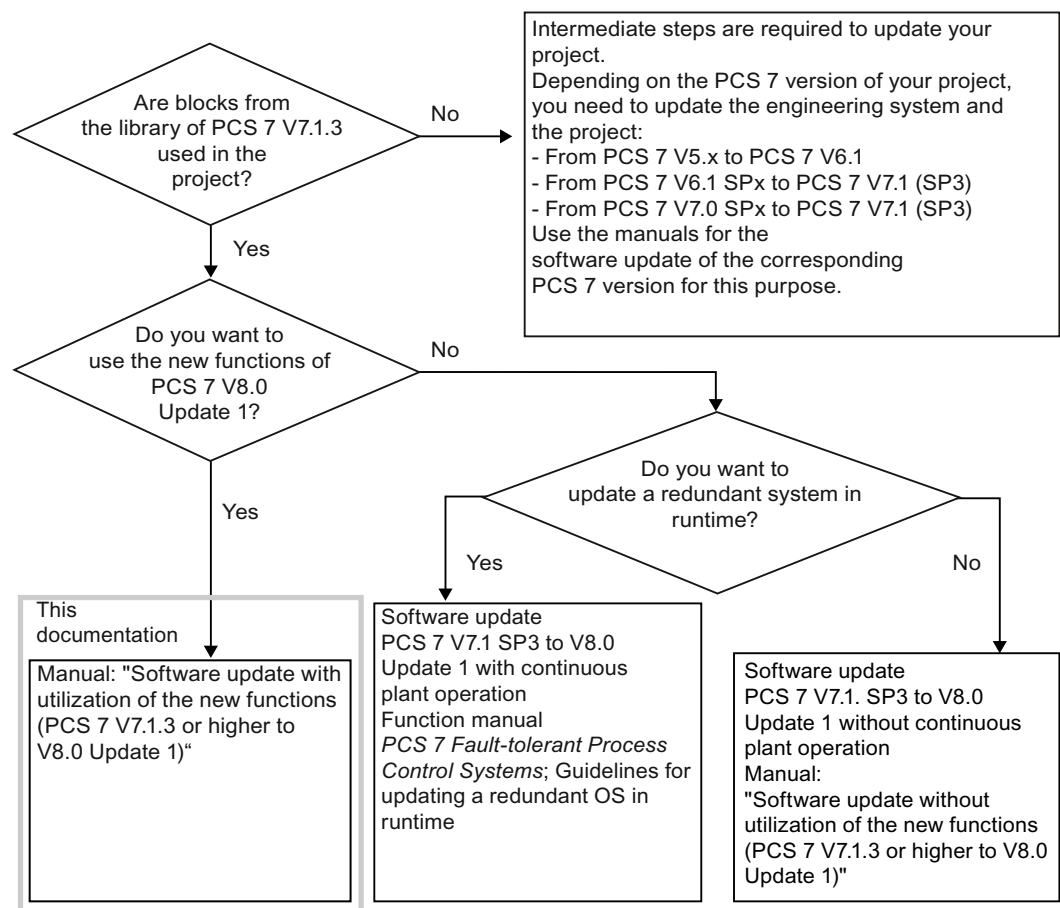 Are blocks from
the library of PCS 7 V7.1.3
used in the
project?
No
Intermediate steps are required to update your
project.
Depending on the PCS 7 version of your project,
you need to update the engineering system and
the project:
- From PCS 7 V5.x to PCS 7 V6.1
- From PCS 7 V6.1 SPx to PCS 7 V7.1 (SP3)
- From PCS 7 V7.0 SPx to PCS 7 V7.1 (SP3)
Use the manuals for the
software update of the corresponding
PCS 7 version for this purpose.
Yes
Do you want to
use the new functions of
PCS 7 V8.0
Update 1?
No
Yes
Do you want to
update a redundant system in
runtime?
Yes
No
This
documentation
Manual: "Software update with
utilization of the new functions
(PCS 7 V7.1.3 or higher to
V8.0 Update 1)“
Software update
PCS 7 V7.1 SP3 to V8.0
Update 1 with continuous
plant operation
Function manual
PCS 7 Fault-tolerant Process
Control Systems; Guidelines for
updating a redundant OS in
runtime
Software update
PCS 7 V7.1. SP3 to V8.0
Update 1 without continuous
plant operation
Manual:
"Software update without
utilization of the new functions
(PCS 7 V7.1.3 or higher to V8.0
Update 1)"